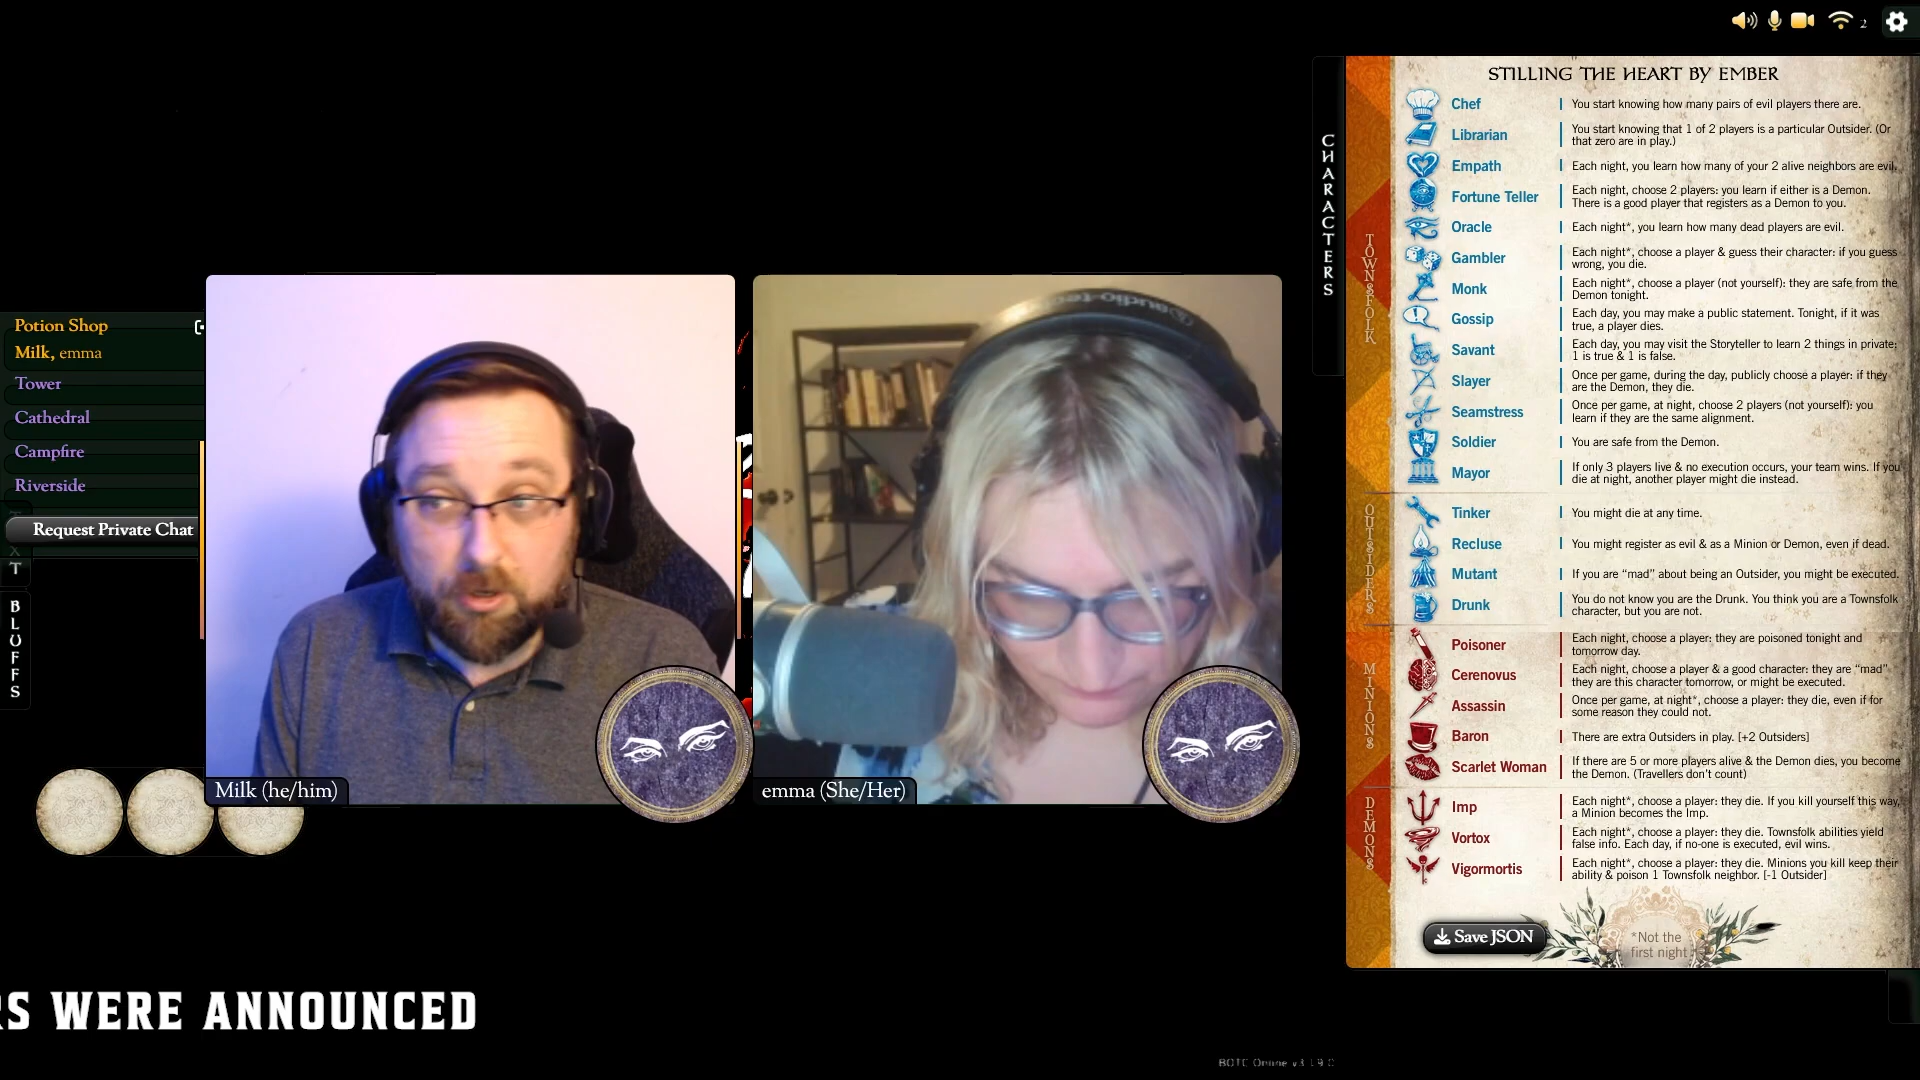 2
STILLING THE HEART BY EMBER
CHARACTERS
TOWNSFOLK
Chef
You start knowing how many pairs of evil players there are.
Librarian
You start knowing that 1 of 2 players is a particular Outsider. (Or
that zero are in play.)
Empath
Each night, you learn how many of your 2 alive neighbors are evil.
Fortune Teller
Each night, choose 2 players: you learn if either is a Demon.
There is a good player that registers as a Demon to you.
Oracle
Each night*, you learn how many dead players are evil.
Gambler
Each night*, choose a player & guess their character: if you guess
wrong, you die.
Monk
Each night*, choose a player (not yourself): they are safe from the
Demon tonight.
Gossip
Each day, you may make a public statement. Tonight, if it was
true, a player dies.
Savant
Each day, you may visit the Storyteller to learn 2 things in private:
1 is true & 1 is false.
Slayer
Once per game, during the day, publicly choose a player: if they
are the Demon, they die.
Seamstress
Once per game, at night, choose 2 players (not yourself): you
learn if they are the same alignment.
Soldier
You are safe from the Demon.
Mayor
If only 3 players live & no execution occurs, your team wins. If you
die at night, another player might die instead.
OUTSIDERS
Tinker
You might die at any time.
Recluse
You might register as evil & as a Minion or Demon, even if dead.
Mutant
If you are “mad” about being an Outsider, you might be executed.
Drunk
You do not know you are the Drunk. You think you are a Townsfolk
character, but you are not.
MINIONS
Poisoner
Each night, choose a player: they are poisoned tonight and
tomorrow day.
Cerenovus
Each night, choose a player & a good character: they are “mad”
they are this character tomorrow, or might be executed.
Assassin
Once per game, at night*, choose a player: they die, even if for
some reason they could not.
Baron
There are extra Outsiders in play. [+2 Outsiders]
Scarlet Woman
If there are 5 or more players alive & the Demon dies, you become
the Demon. (Travellers don't count)
DEMONS
Imp
Each night*, choose a player: they die. If you kill yourself this way,
a Minion becomes the Imp.
Vortox
Each night*, choose a player: they die. Townsfolk abilities yield
false info. Each day, if no-one is executed, evil wins.
Vigormortis
Each night*, choose a player: they die. Minions you kill keep their
ability & poison 1 Townsfolk neighbor. [-1 Outsider]
Save JSON
*Not the
first night
Potion Shop
Milk, emma
Tower
Cathedral
Campfire
Riverside
Request Private Chat
X
T
BLUFFS
audio-tec
Milk (he/him)
emma (She/Her)
RS WERE ANNOUNCED
BOTC Online v3.19.0